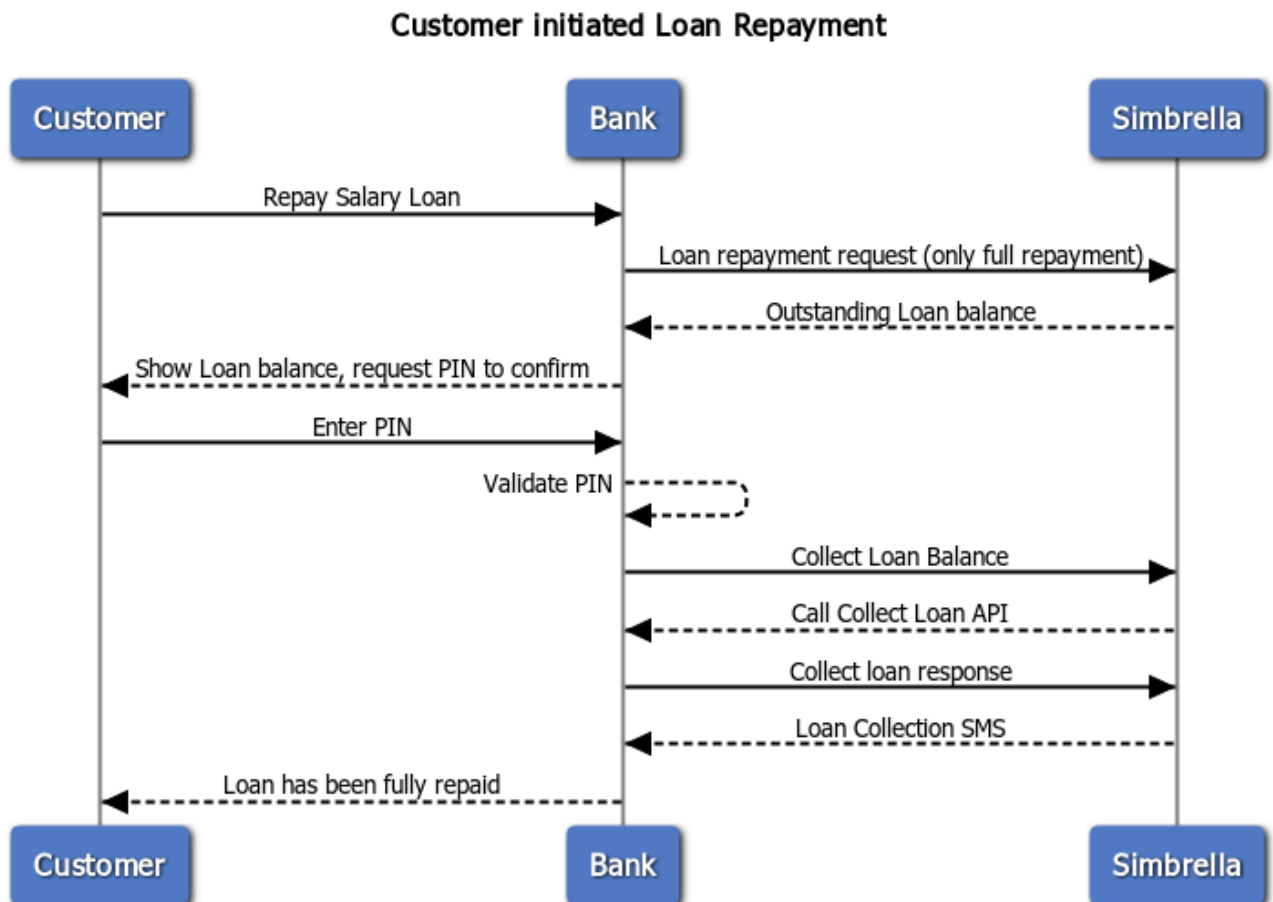 Customer initiated Loan Repayment
Customer Bank Simbrella
Repay Salary Loan
Loan repayment request (only full repayment)
Outstanding Loan balance
Show Loan balance, request PIN to confirm
Enter PIN
Validate PIN
Collect Loan Balance
Call Collect Loan API
Collect loan response
Loan Collection SMS
Loan has been fully repaid
Customer Bank Simbrella